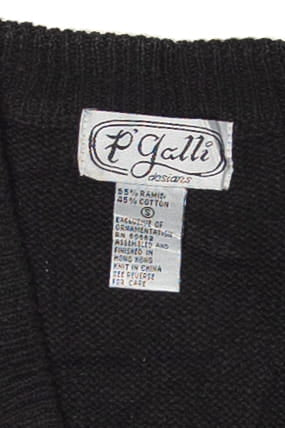 P'galli
designs
55% RAMIE
45% COTTON
S
EXCLUSIVE OF
ORNAMENTATION
RN 60663
ASSEMBLED AND
FINISHED IN
HONG KONG
KNIT IN CHINA
SEE REVERSE
FOR CARE